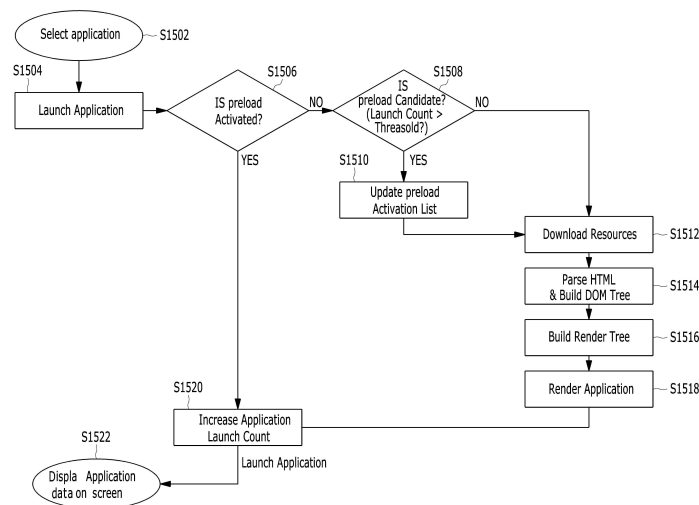 Select application
S1502
S1504
Launch Application
S1506
IS preload
Activated?
NO
S1508
IS
preload Candidate?
(Launch Count >
Threasold?)
NO
YES
YES
S1510
Update preload
Activation List
Download Resources
S1512
Parse HTML
& Build DOM Tree
S1514
Build Render Tree
S1516
Render Application
S1518
S1520
Increase Application
Launch Count
Launch Application
S1522
Displa Application
data on screen